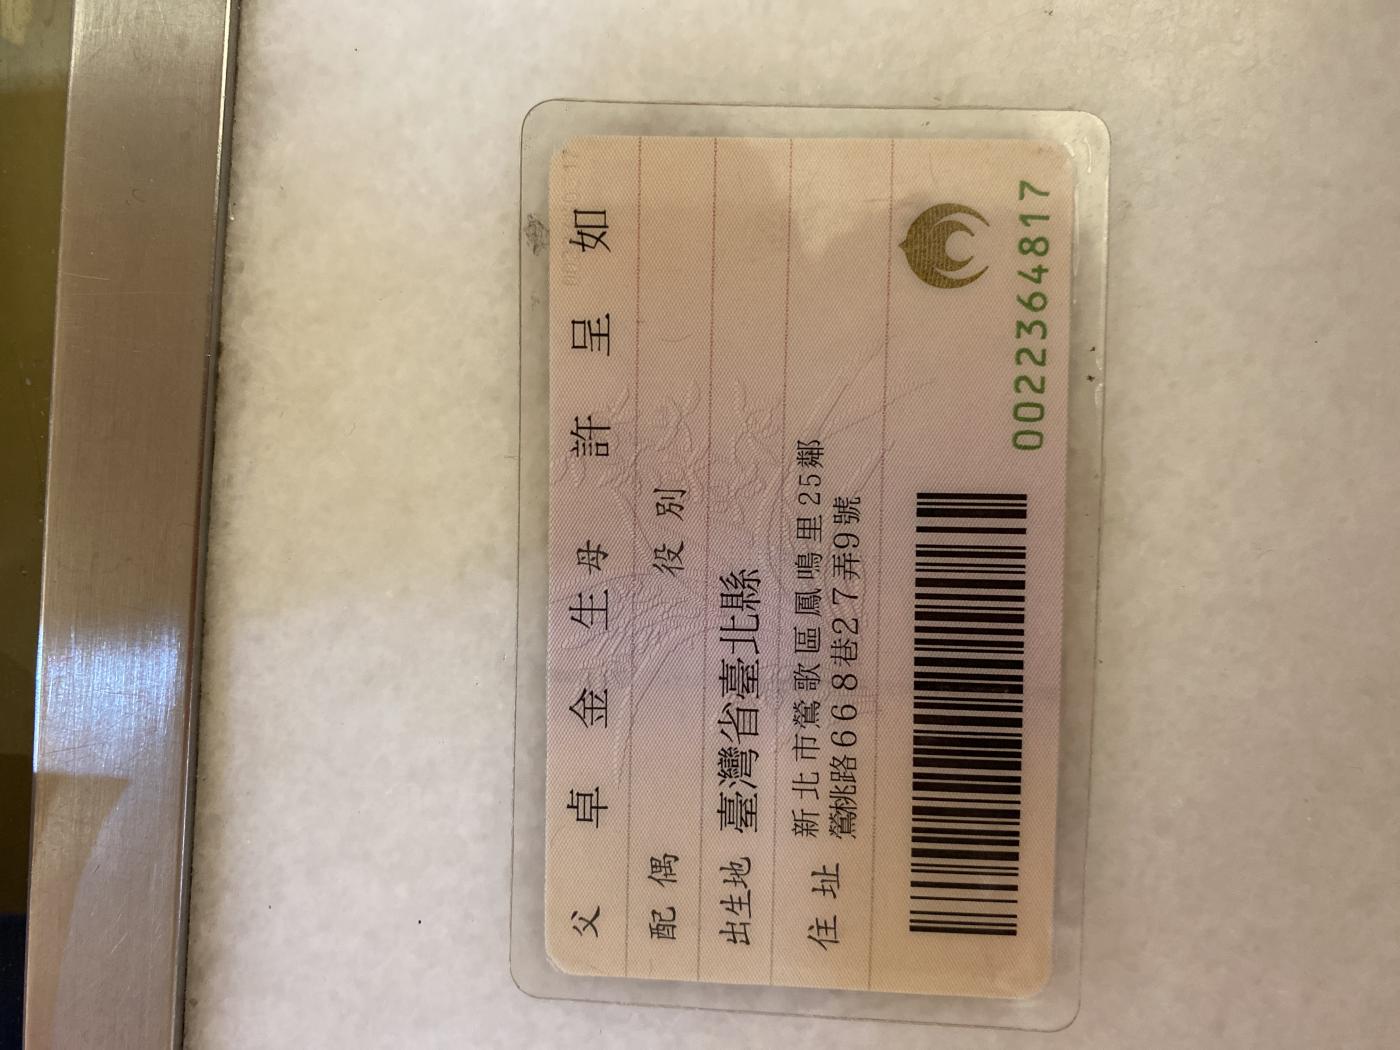 父 卓金生 母 許呈如
配偶 役別
出生地 臺灣省臺北縣
住址 新北市鶯歌區鳳鳴里25鄰
鶯桃路668巷27弄9號
0022364817